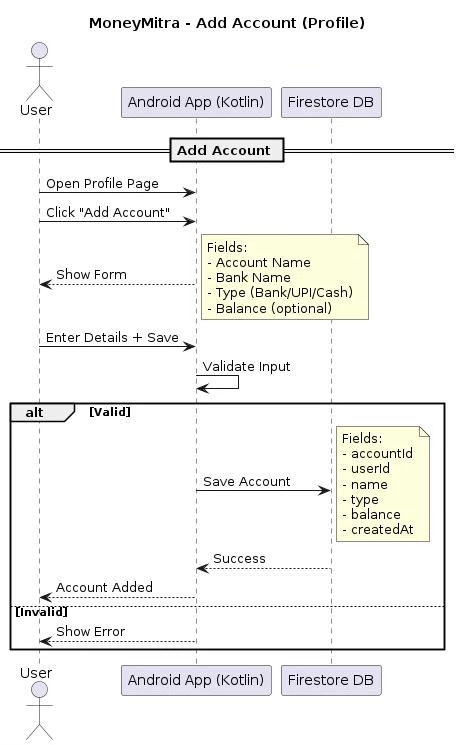 MoneyMitra - Add Account (Profile)
User
Android App (Kotlin)
Firestore DB
Add Account
Open Profile Page
Click "Add Account"
Fields:
- Account Name
- Bank Name
- Type (Bank/UPI/Cash)
- Balance (optional)
Show Form
Enter Details + Save
Validate Input
alt
[Valid]
Fields:
- accountId
- userId
- name
- type
- balance
- createdAt
Save Account
Success
Account Added
[Invalid]
Show Error
User
Android App (Kotlin)
Firestore DB